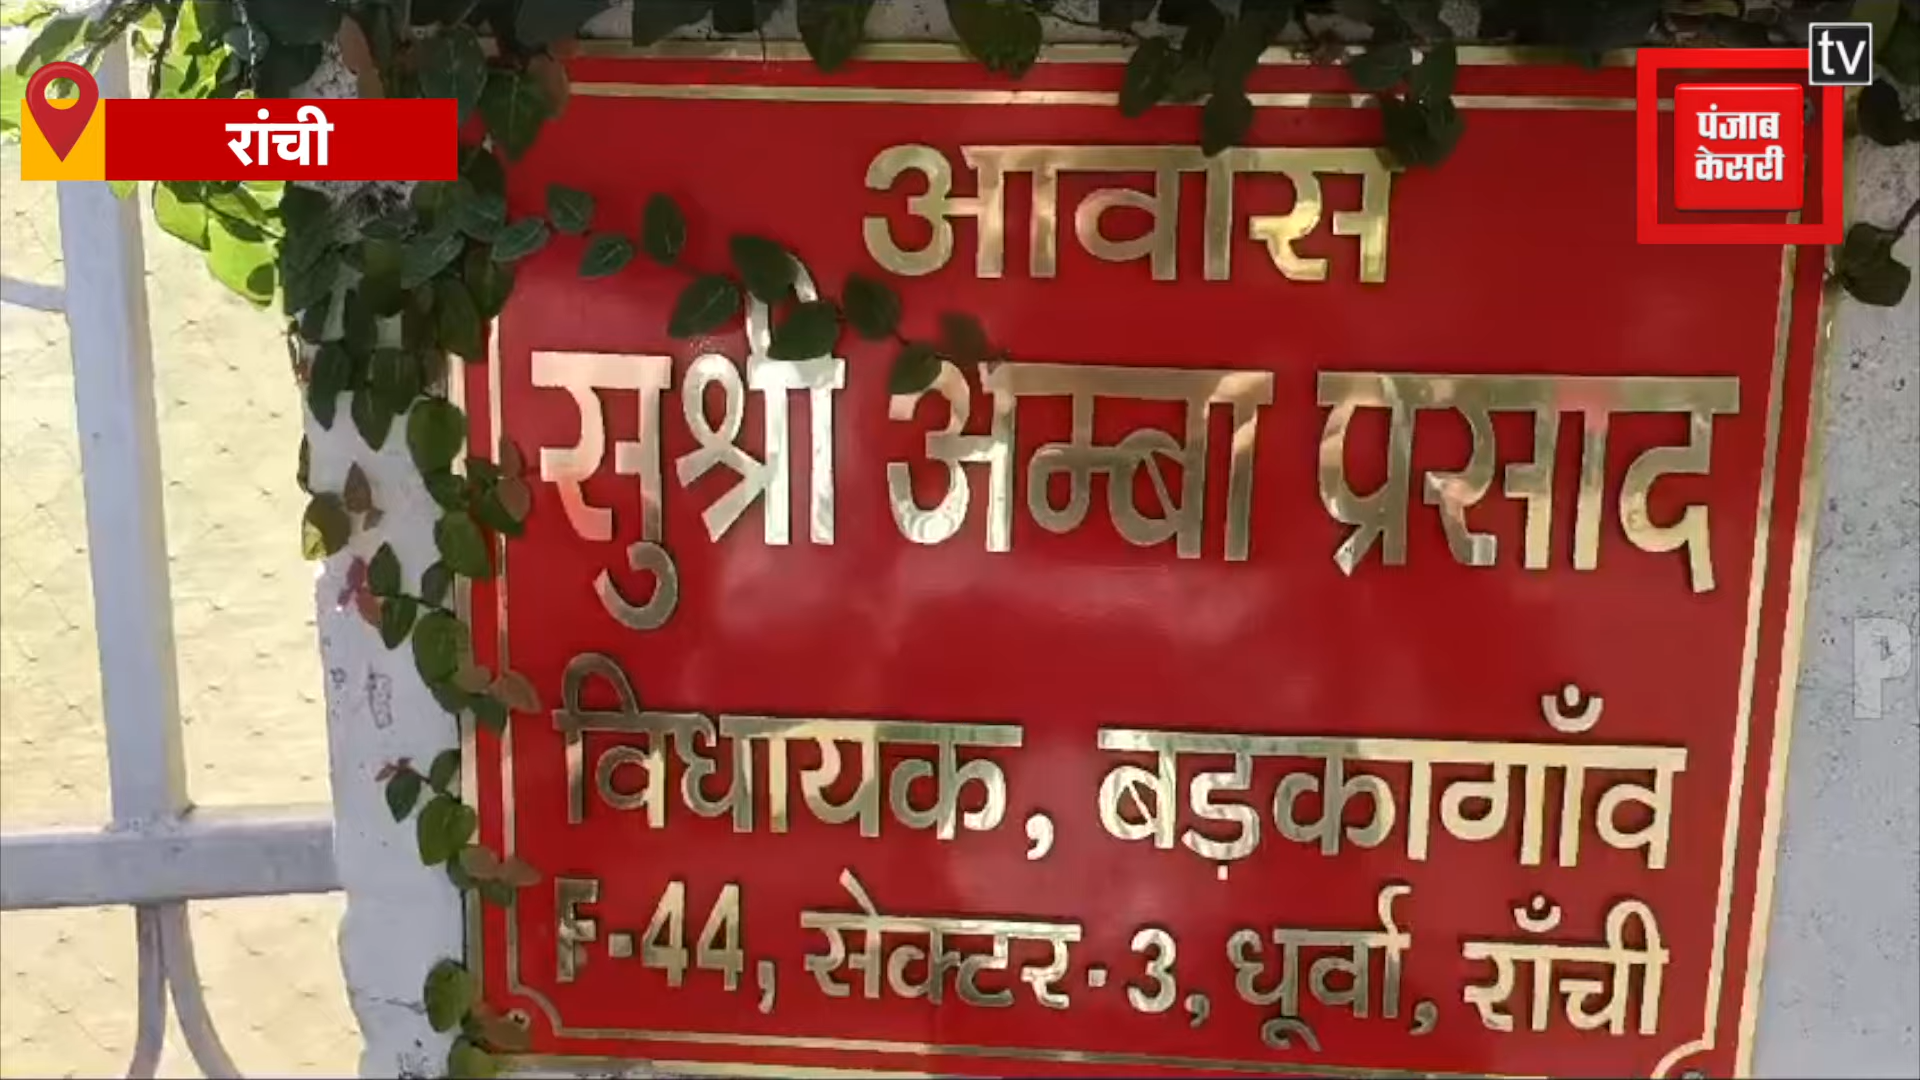 tv
पंजाब
केसरी
रांची
आवास
सुश्री अम्बा प्रसाद
विधायक, बड़कागाँव
F-44, सेक्टर-3, धूर्वा, राँची